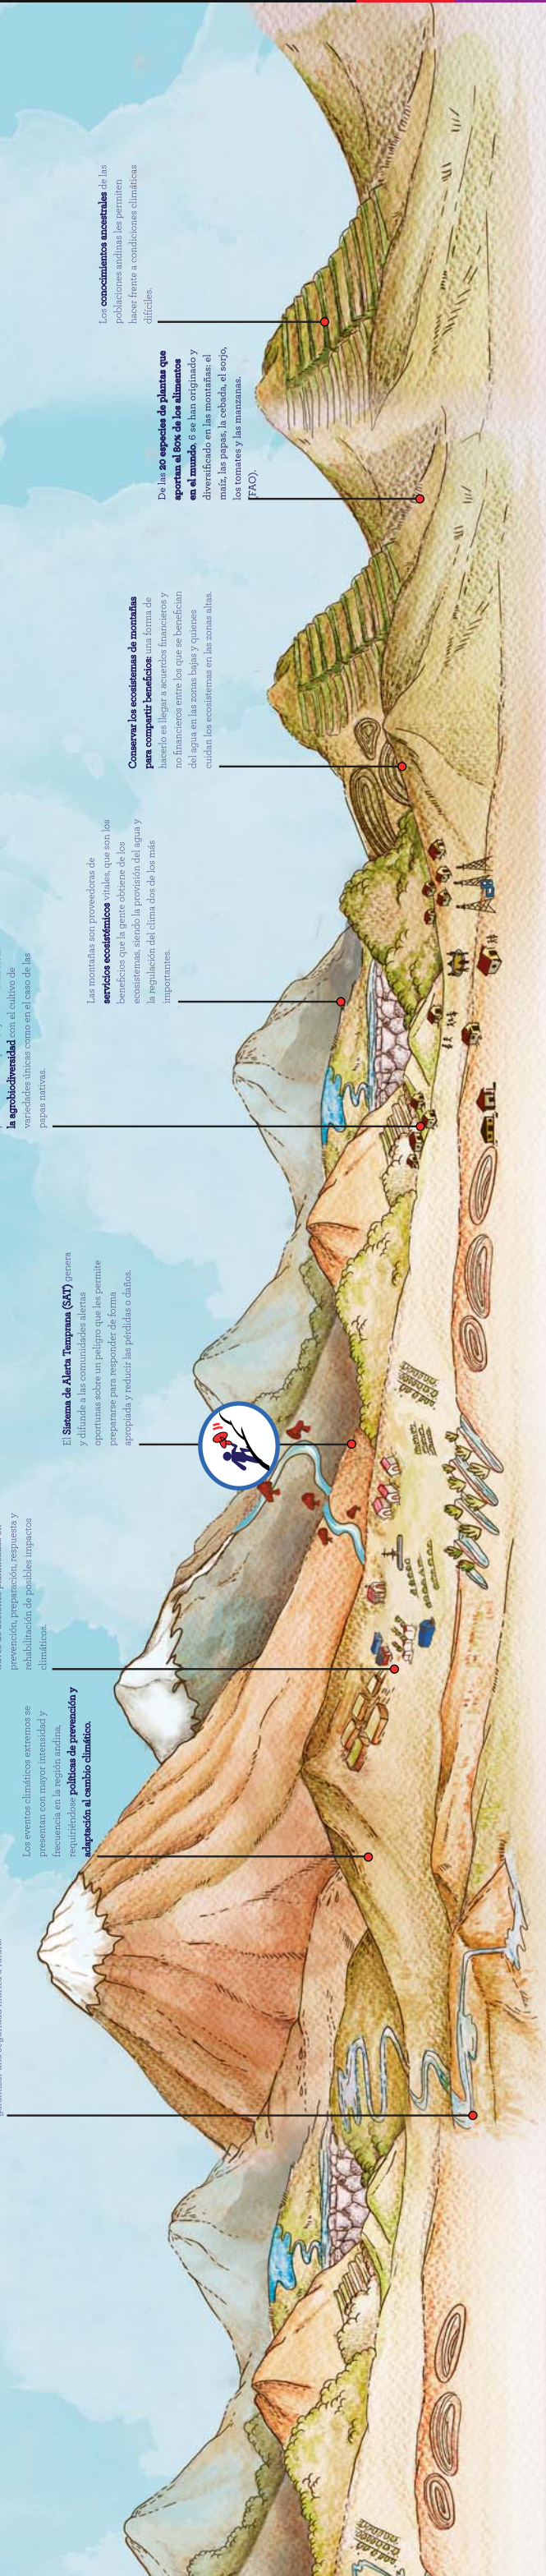 Los eventos climáticos extremos se
presentan con mayor intensidad y
frecuencia en la región andina,
requiriéndose políticas de prevención y
adaptación al cambio climático.
prevención, preparación, respuesta y
rehabilitación de posibles impactos
climáticos.
El Sistema de Alerta Temprana (SAT) genera
y difunde a las comunidades alertas
oportunas sobre un peligro que les permite
prepararse para responder de forma
apropiada y reducir las pérdidas o daños.
la agrobiodiversidad con el cultivo de
variedades únicas como en el caso de las
papas nativas.
Las montañas son proveedoras de
servicios ecosistémicos vitales, que son los
beneficios que la gente obtiene de los
ecosistemas, siendo la provisión del agua y
la regulación del clima dos de los más
importantes.
Conservar los ecosistemas de montañas
para compartir beneficios: una forma de
hacerlo es llegar a acuerdos financieros y
no financieros entre los que se benefician
del agua en las zonas bajas y quienes
cuidan los ecosistemas en las zonas altas.
De las 20 especies de plantas que
aportan el 80% de los alimentos
en el mundo, 6 se han originado y
diversificado en las montañas: el
maíz, las papas, la cebada, el sorjo,
los tomates y las manzanas.
(FAO).
Los conocimientos ancestrales de las
poblaciones andinas les permiten
hacer frente a condiciones climáticas
difíciles.